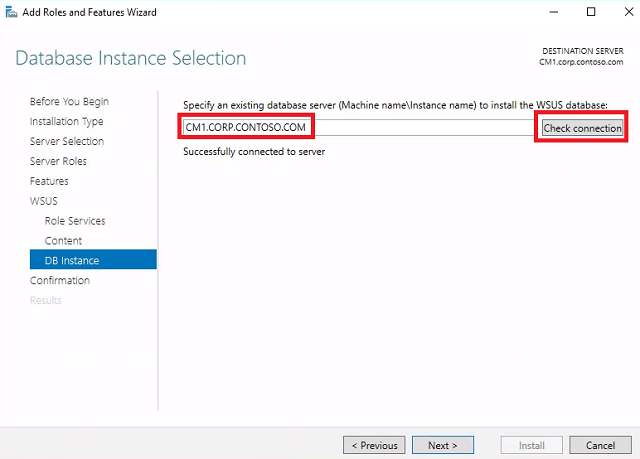 Add Roles and Features Wizard
Database Instance Selection
DESTINATION SERVER
CM1.corp.contoso.com
Before You Begin
Installation Type
Server Selection
Server Roles
Features
WSUS
Role Services
Content
DB Instance
Confirmation
Results
Specify an existing database server (Machine name\Instance name) to install the WSUS database:
CM1.CORP.CONTOSO.COM
Check connection
Successfully connected to server
< Previous
Next >
Install
Cancel